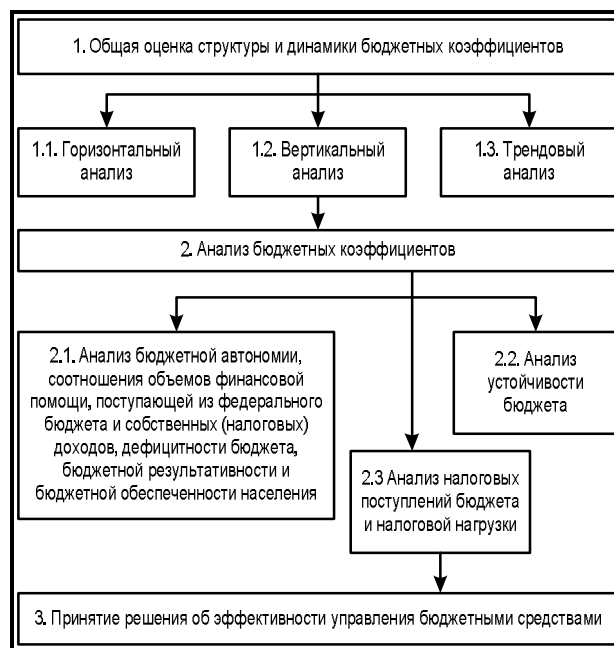 1. Общая оценка структуры и динамики бюджетных коэффициентов
1.1. Горизонтальный
анализ
1.2. Вертикальный
анализ
1.3. Трендовый
анализ
2. Анализ бюджетных коэффициентов
2.1. Анализ бюджетной автономии,
соотношения объемов финансовой
помощи, поступающей из федерального
бюджета и собственных (налоговых)
доходов, дефицитности бюджета,
бюджетной результативности и
бюджетной обеспеченности населения
2.2. Анализ
устойчивости
бюджета
2.3 Анализ налоговых
поступлений бюджета
и налоговой нагрузки
3. Принятие решения об эффективности управления бюджетными средствами